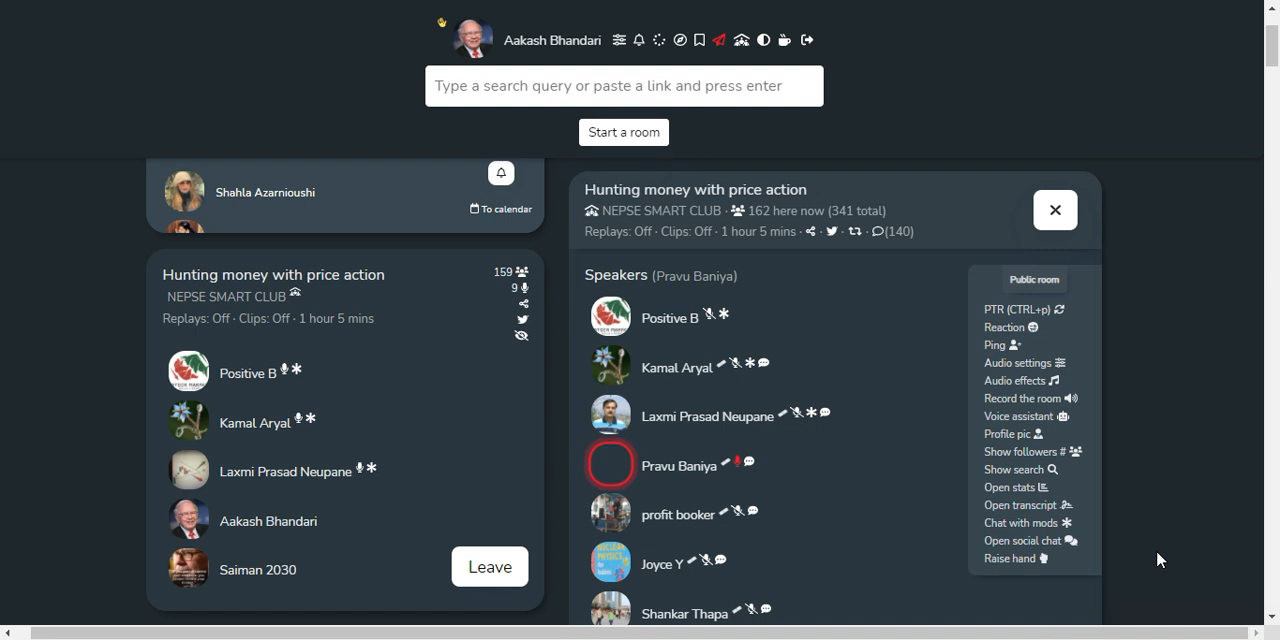 Aakash Bhandari
Type a search query or paste a link and press enter
Start a room
Shahla Azarnioushi
To calendar
Hunting money with price action
159
NEPSE SMART CLUB
9
Replays: Off · Clips: Off · 1 hour 5 mins
Positive B
Kamal Aryal
Laxmi Prasad Neupane
Aakash Bhandari
Saiman 2030
Leave
Hunting money with price action
NEPSE SMART CLUB · 162 here now (341 total)
Replays: Off · Clips: Off · 1 hour 5 mins · · · · (140)
Speakers (Pravu Baniya)
Positive B
Kamal Aryal
Laxmi Prasad Neupane
Pravu Baniya
profit booker
Joyce Y
Shankar Thapa
Public room
PTR (CTRL+p)
Reaction
Ping
Audio settings
Audio effects
Record the room
Voice assistant
Profile pic
Show followers #
Show search
Open stats
Open transcript
Chat with mods
Open social chat
Raise hand